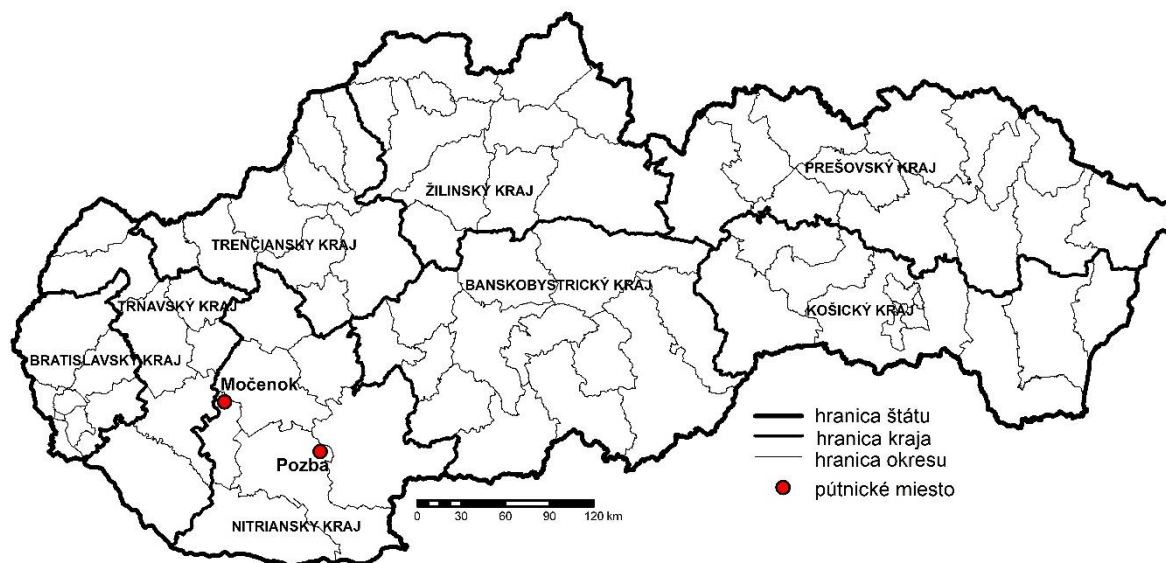 PREŠOVSKÝ KRAJ
ŽILINSKÝ KRAJ
TRENČIANSKY KRAJ
BANSKOBYSTRICKÝ KRAJ
TRNAVSKÝ KRAJ
KOŠICKÝ KRAJ
BRATISLAVSKÝ KRAJ
Močenok
Pozba
NITRIANSKY KRAJ
hranica štátu
hranica kraja
hranica okresu
pútnické miesto
0 30 60 90 120 km